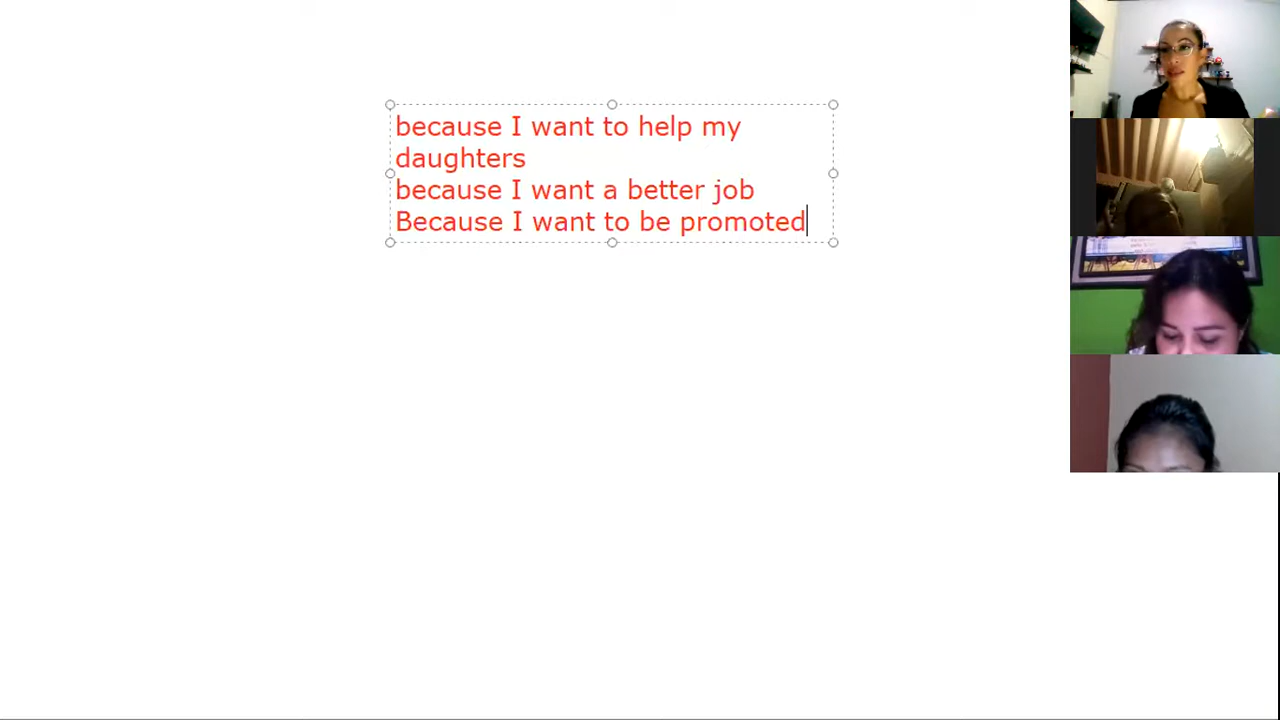 because I want to help my
daughters
because I want a better job
Because I want to be promoted